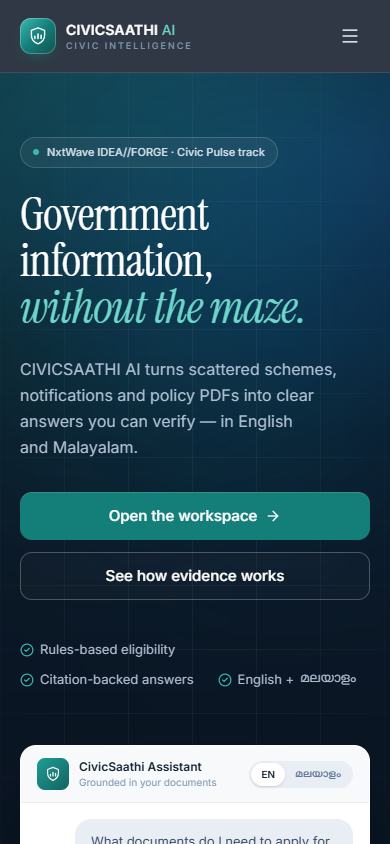 CIVICSAATHI AI
CIVIC INTELLIGENCE
NxtWave IDEA//FORGE · Civic Pulse track
Government
information,
without the maze.
CIVICSAATHI AI turns scattered schemes,
notifications and policy PDFs into clear
answers you can verify — in English
and Malayalam.
Open the workspace →
See how evidence works
Rules-based eligibility
Citation-backed answers
English + മലയാളം
CivicSaathi Assistant
Grounded in your documents
EN മലയാളം
What documents do I need to apply for